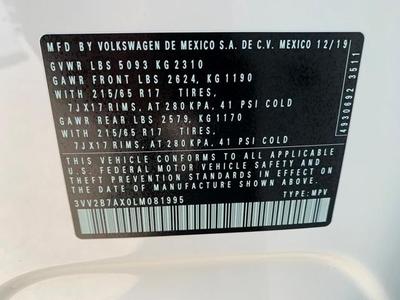 MFD BY VOLKSWAGEN DE MEXICO S.A. DE C.V. MEXICO 12/19
GVWR LBS 5093 KG 2310
GAWR FRONT LBS 2624, KG 1190
WITH 215/65 R17 TIRES,
7JX17 RIMS, AT 280 KPA, 41 PSI COLD
GAWR REAR LBS 2579, KG 1170
WITH 215/65 R17 TIRES,
7JX17 RIMS, AT 280 KPA, 41 PSI COLD
THIS VEHICLE CONFORMS TO ALL APPLICABLE
U.S. FEDERAL MOTOR VEHICLE SAFETY AND
THEFT PREVENTION STANDARDS IN EFFECT ON
THE DATE OF MANUFACTURE SHOWN ABOVE
3VV2B7AX0LM081995 TYPE: MPV
4930692 3511